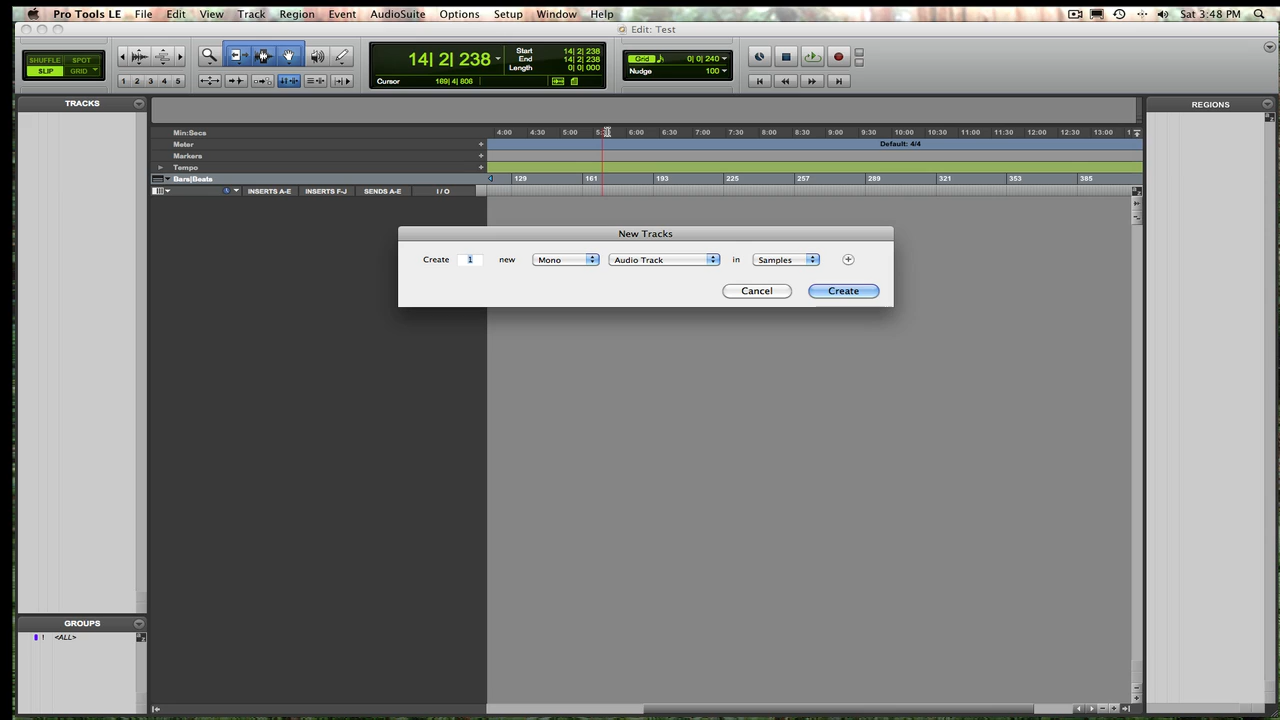 Pro Tools LE File Edit View Track Region Event AudioSuite Options Setup Window Help Sat 3:48 PM
Edit: Test
SHUFFLE SPOT
SLIP GRID
1 2 3 4 5
14| 2| 238
Start 14| 2| 238
End 14| 2| 238
Length 0| 0| 000
Cursor 169| 4| 806
Grid 0| 0| 240
Nudge 100
TRACKS
REGIONS
Min:Secs 4:00 4:30 5:00 6:00 6:30 7:00 7:30 8:00 8:30 9:00 9:30 10:00 10:30 11:00 11:30 12:00 12:30 13:00
Meter Default: 4/4
Markers
Tempo
Bars|Beats 129 161 193 225 257 289 321 353 385
INSERTS A-E INSERTS F-J SENDS A-E I / O
New Tracks
Create 1 new Mono Audio Track in Samples
Cancel Create
GROUPS
! <ALL>